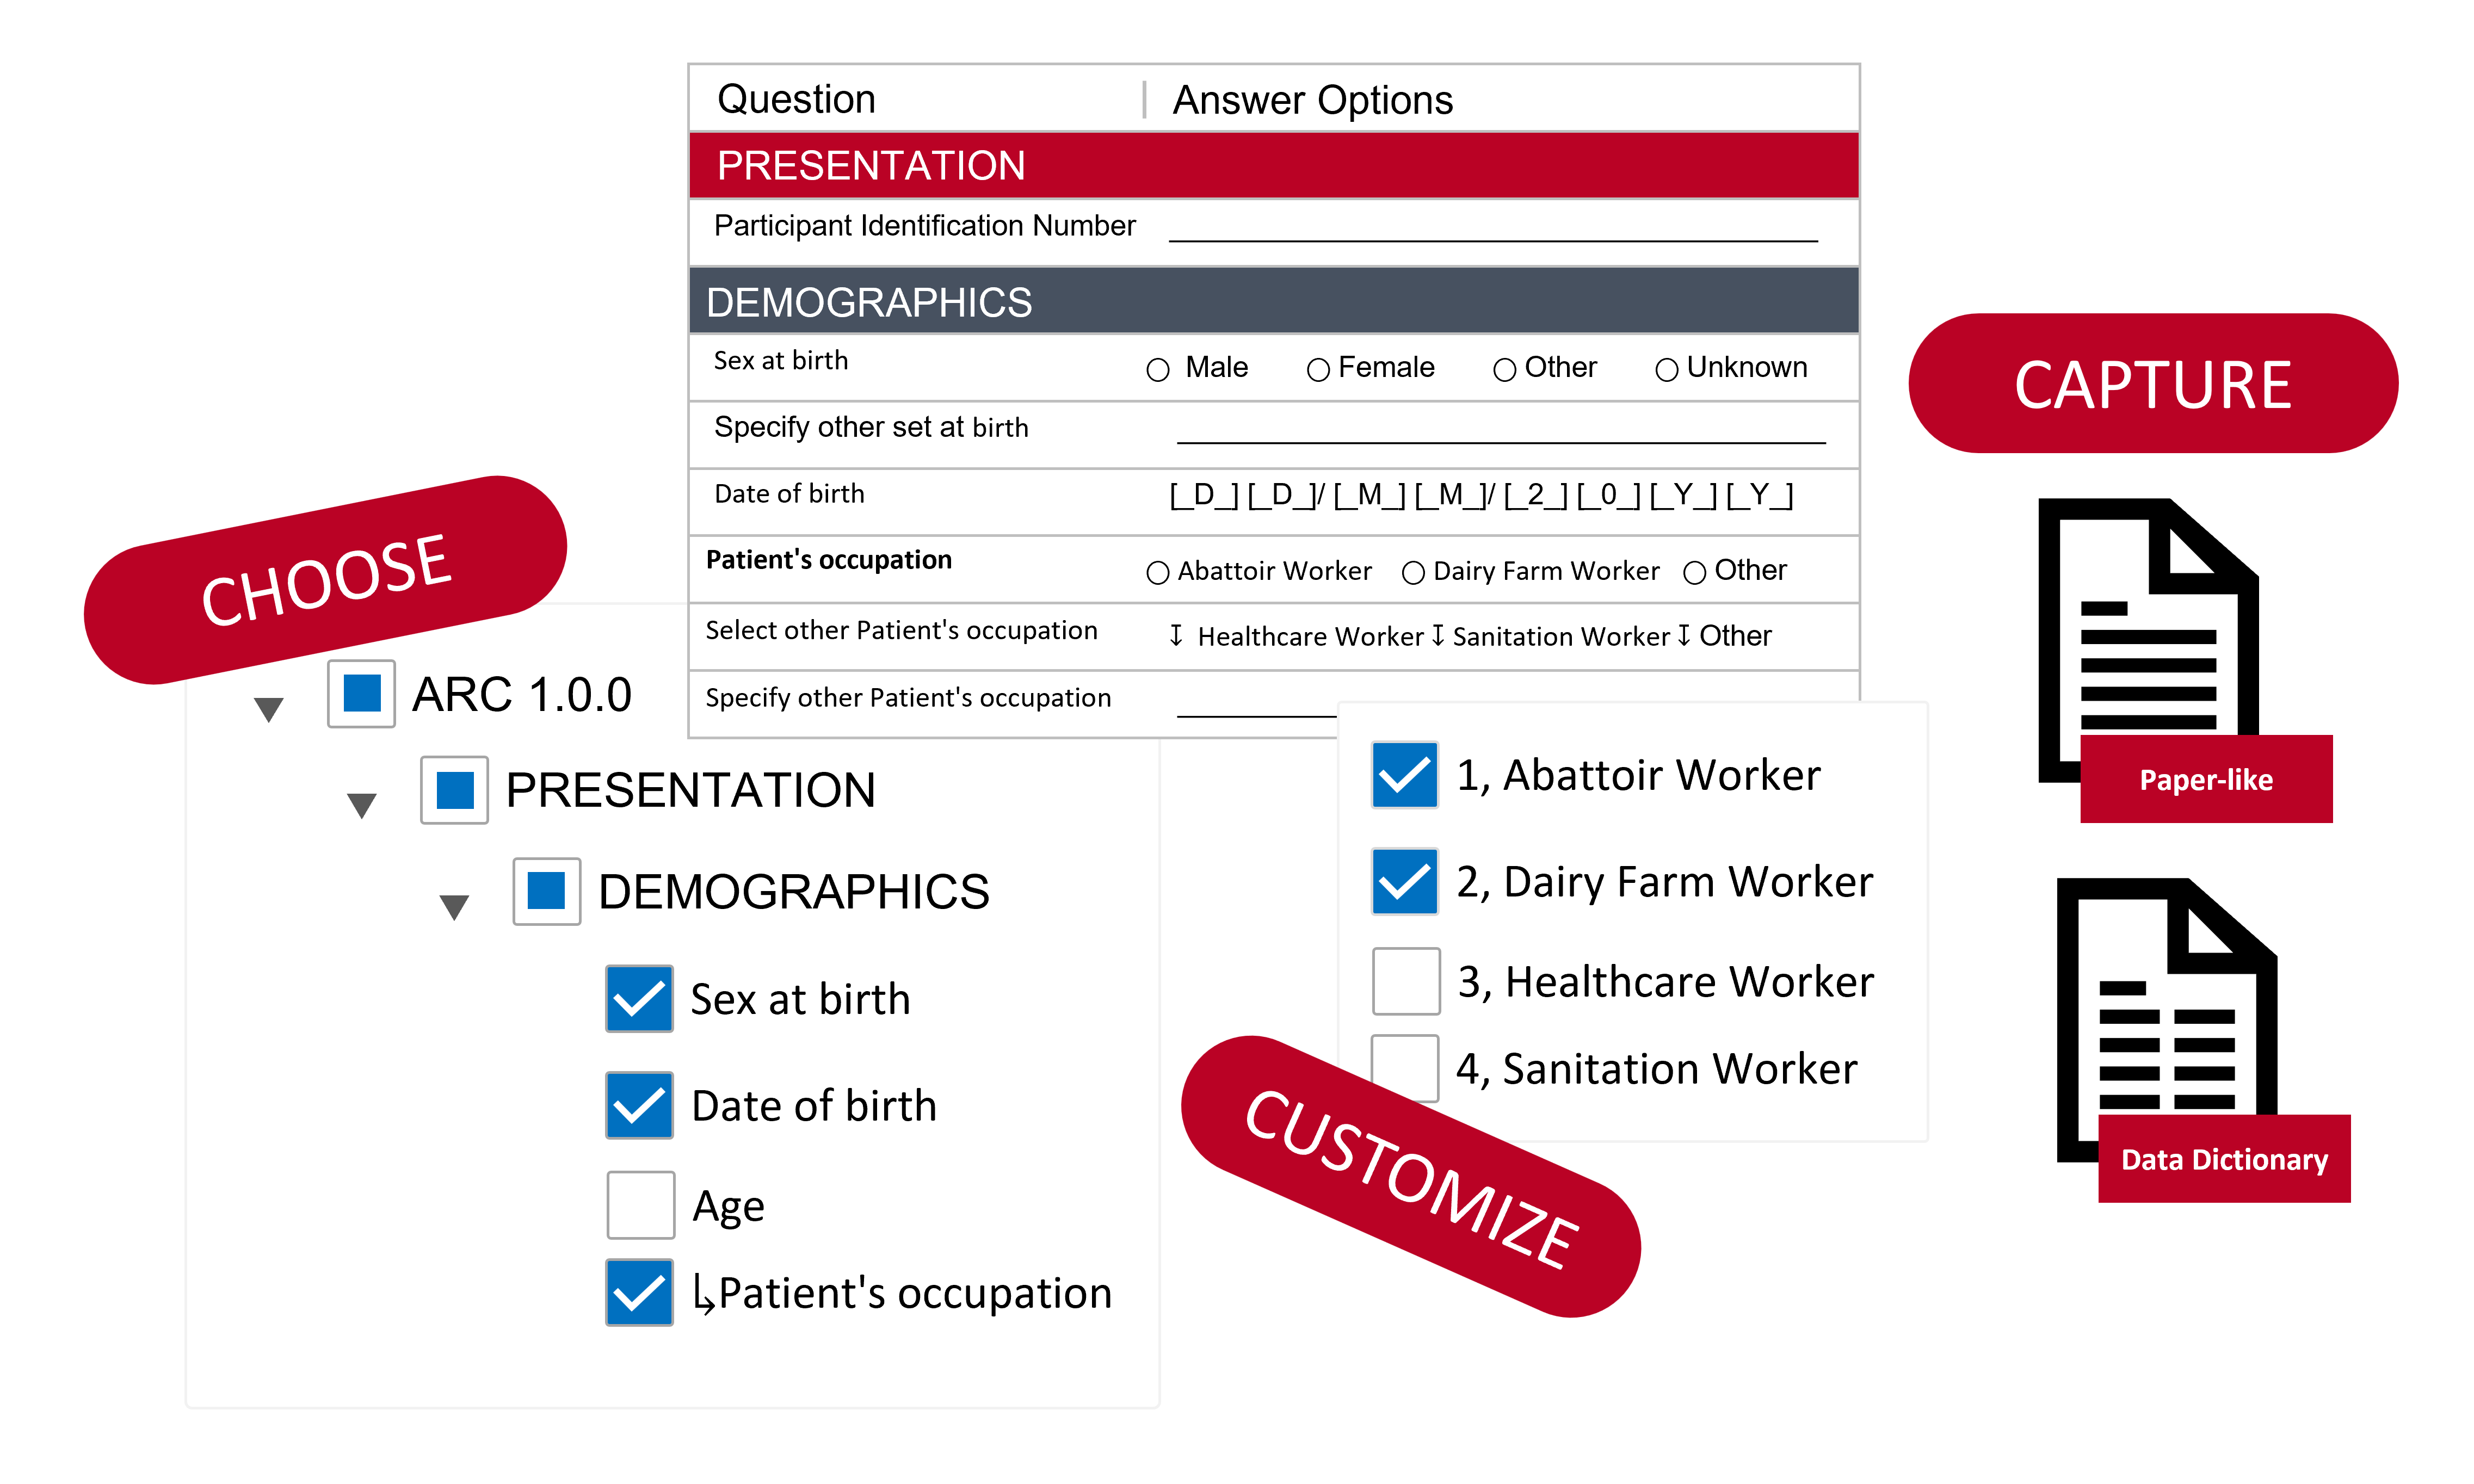 Question | Answer Options
PRESENTATION
Participant Identification Number
DEMOGRAPHICS
Sex at birth Male Female Other Unknown
Specify other set at birth
Date of birth [_D_] [_D_]/ [_M_] [_M_]/ [_2_] [_0_] [_Y_] [_Y_]
Patient's occupation Abattoir Worker Dairy Farm Worker Other
Select other Patient's occupation ↧ Healthcare Worker ↧ Sanitation Worker ↧ Other
Specify other Patient's occupation
CHOOSE
ARC 1.0.0
PRESENTATION
DEMOGRAPHICS
Sex at birth
Date of birth
Age
↳Patient's occupation
1, Abattoir Worker
2, Dairy Farm Worker
3, Healthcare Worker
4, Sanitation Worker
CUSTOMIZE
CAPTURE
Paper-like
Data Dictionary